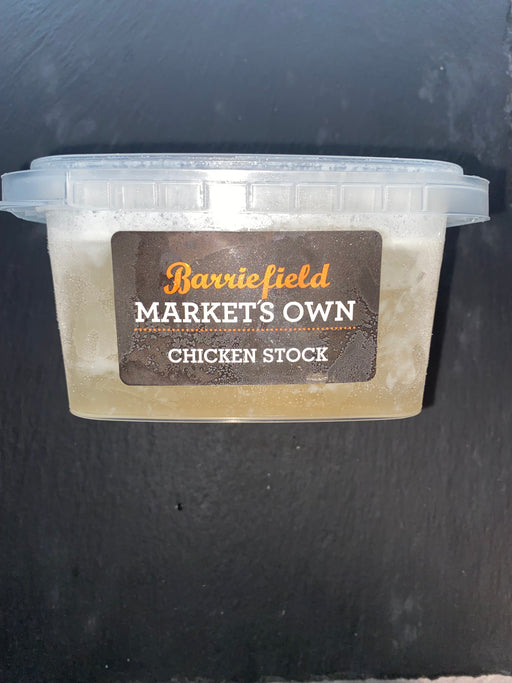 Barriefield
MARKET'S OWN
CHICKEN STOCK